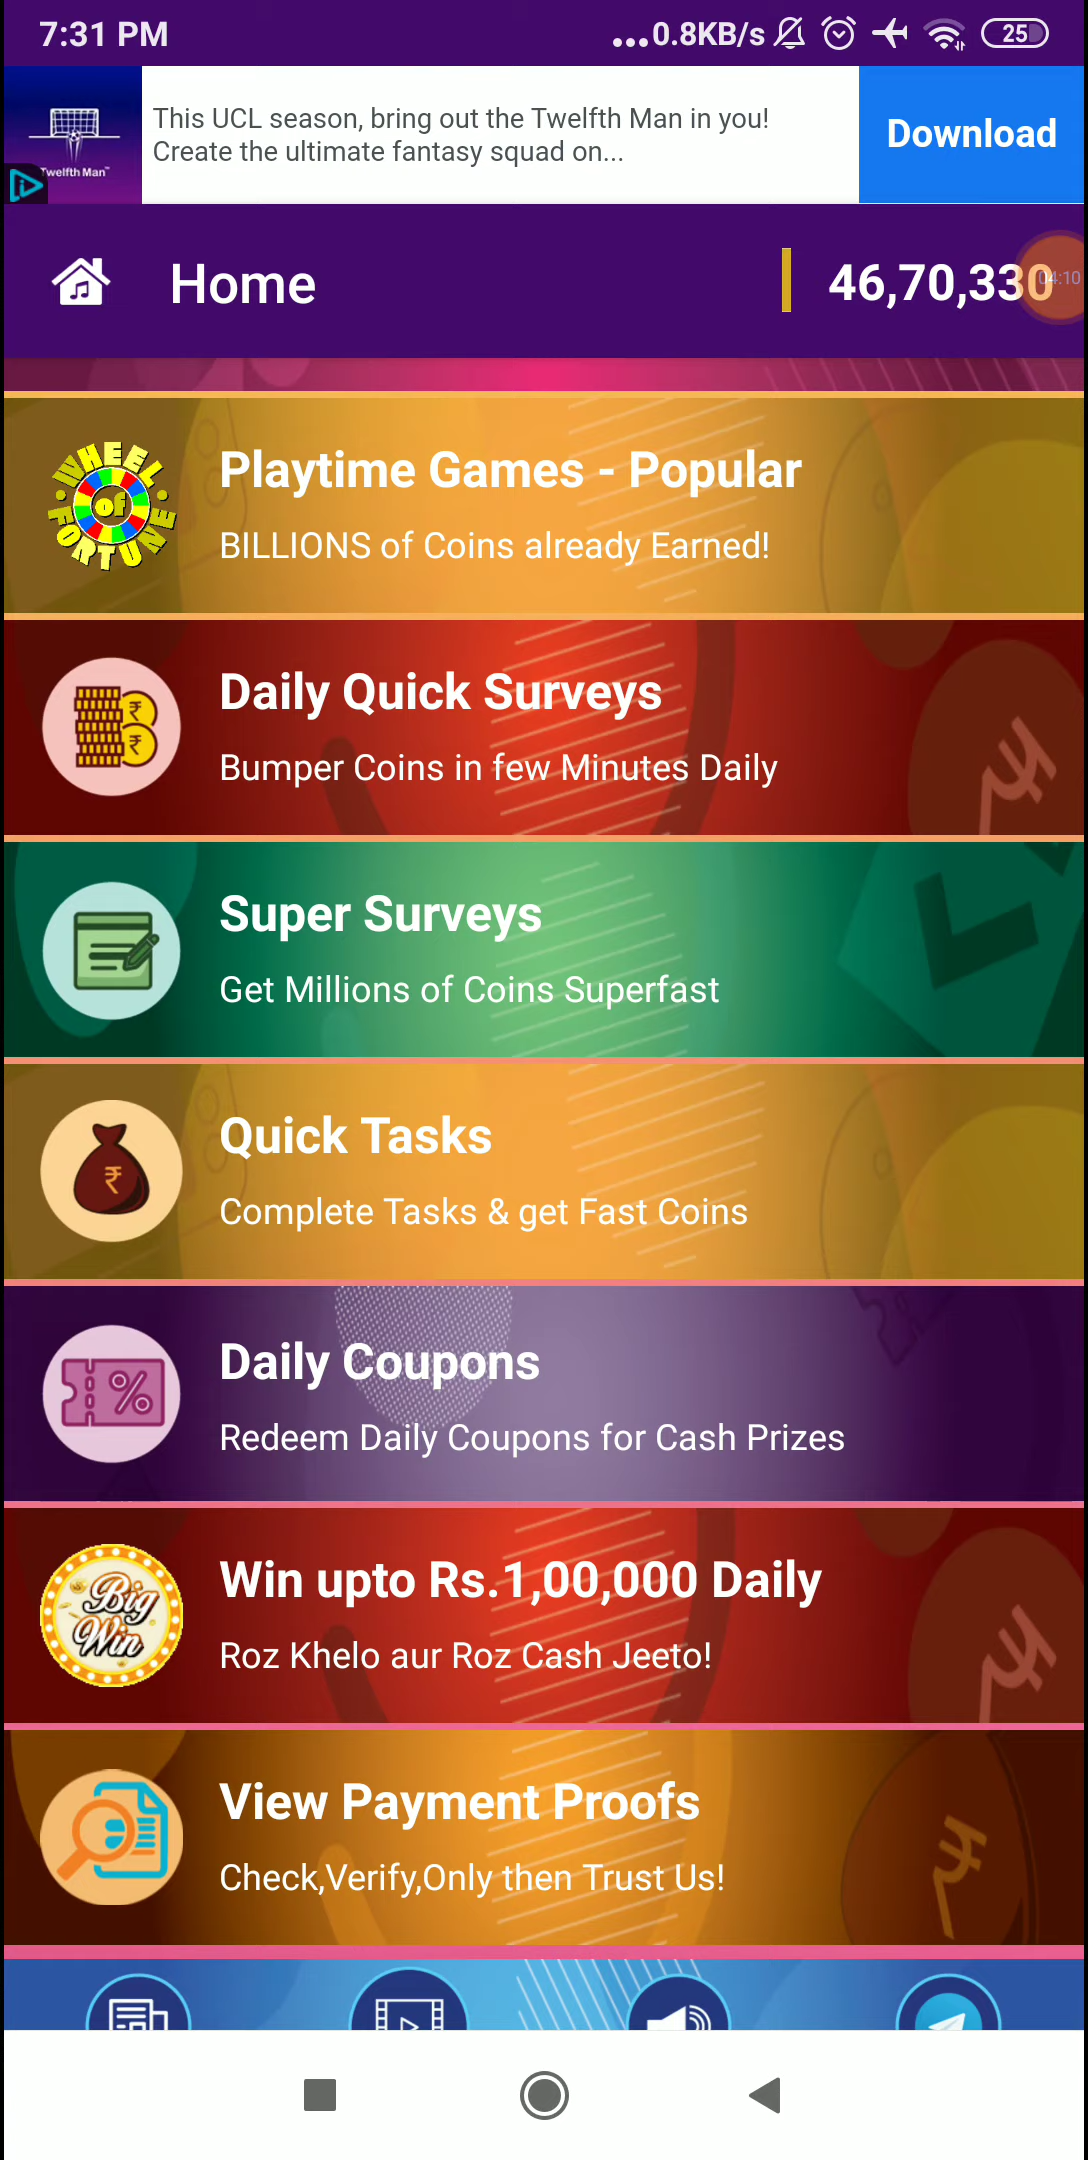 7:31 PM
...0.8KB/s
25
This UCL season, bring out the Twelfth Man in you!
Download
Create the ultimate fantasy squad on...
Twelfth Man™
Home
46,70,330
04:10
WHEEL of FORTUNE
Playtime Games - Popular
BILLIONS of Coins already Earned!
Daily Quick Surveys
Bumper Coins in few Minutes Daily
Super Surveys
Get Millions of Coins Superfast
Quick Tasks
Complete Tasks & get Fast Coins
Daily Coupons
Redeem Daily Coupons for Cash Prizes
Big
Win
Win upto Rs.1,00,000 Daily
Roz Khelo aur Roz Cash Jeeto!
View Payment Proofs
Check,Verify,Only then Trust Us!